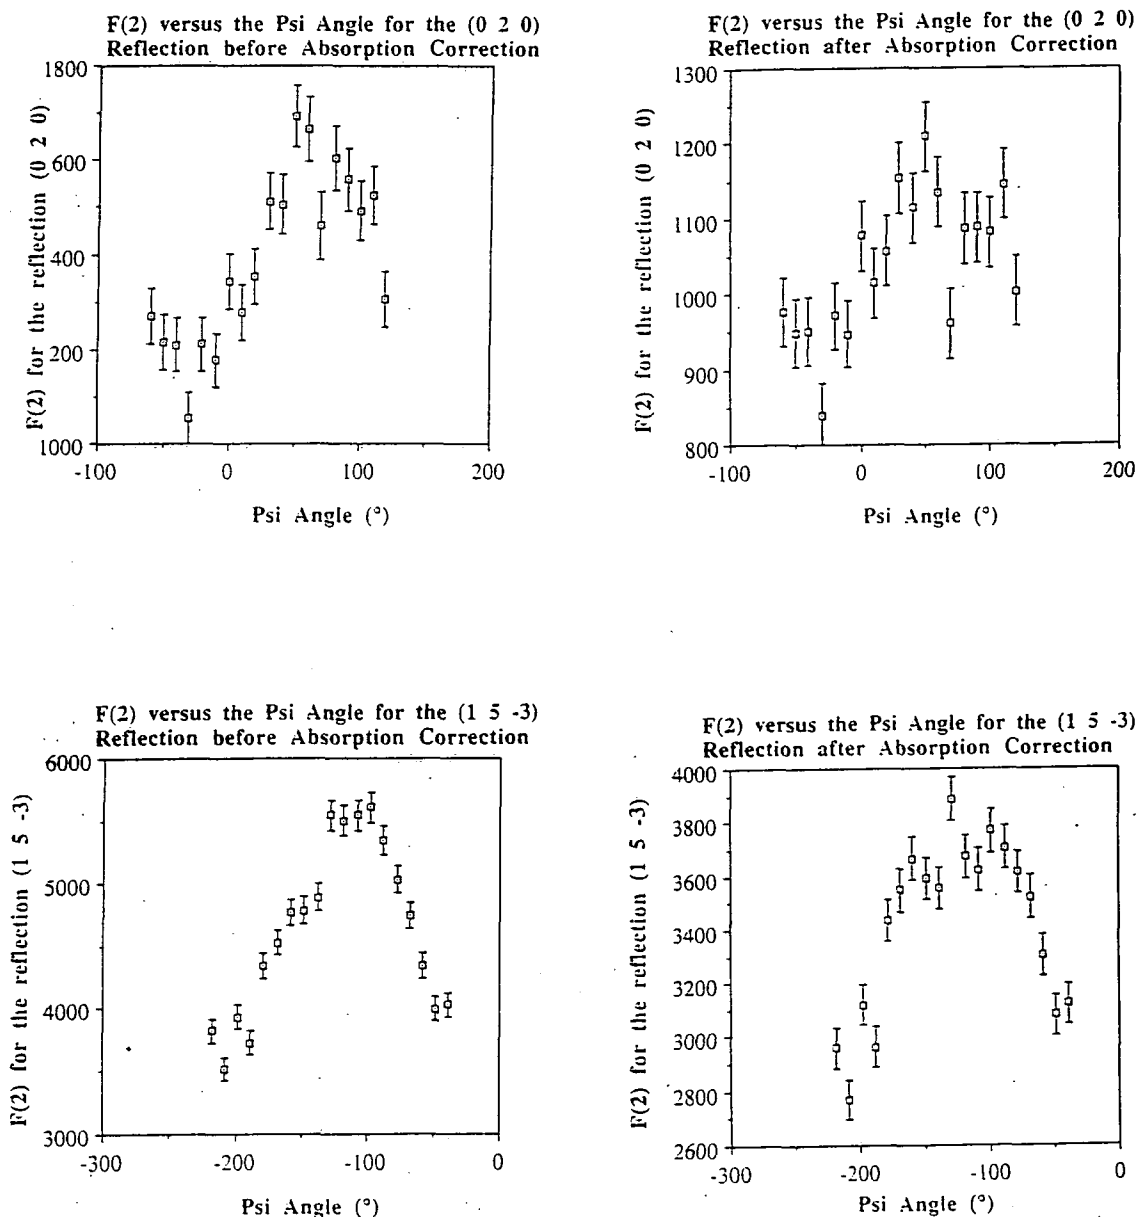 F(2) versus the Psi Angle for the (0 2 0)
Reflection before Absorption Correction
1800
600
400
200
1000
-100
0
100
200
F(2) for the reflection (0 2 0)
Psi Angle (°)
F(2) versus the Psi Angle for the (0 2 0)
Reflection after Absorption Correction
1300
1200
1100
1000
900
800
-100
0
100
200
F(2) for the reflection (0 2 0)
Psi Angle (°)
F(2) versus the Psi Angle for the (1 5 -3)
Reflection before Absorption Correction
6000
5000
4000
3000
-300
-200
-100
0
F(2) for the reflection (1 5 -3)
Psi Angle (°)
F(2) versus the Psi Angle for the (1 5 -3)
Reflection after Absorption Correction
4000
3800
3600
3400
3200
3000
2800
2600
-300
-200
-100
0
F(2) for the reflection (1 5 -3)
Psi Angle (°)